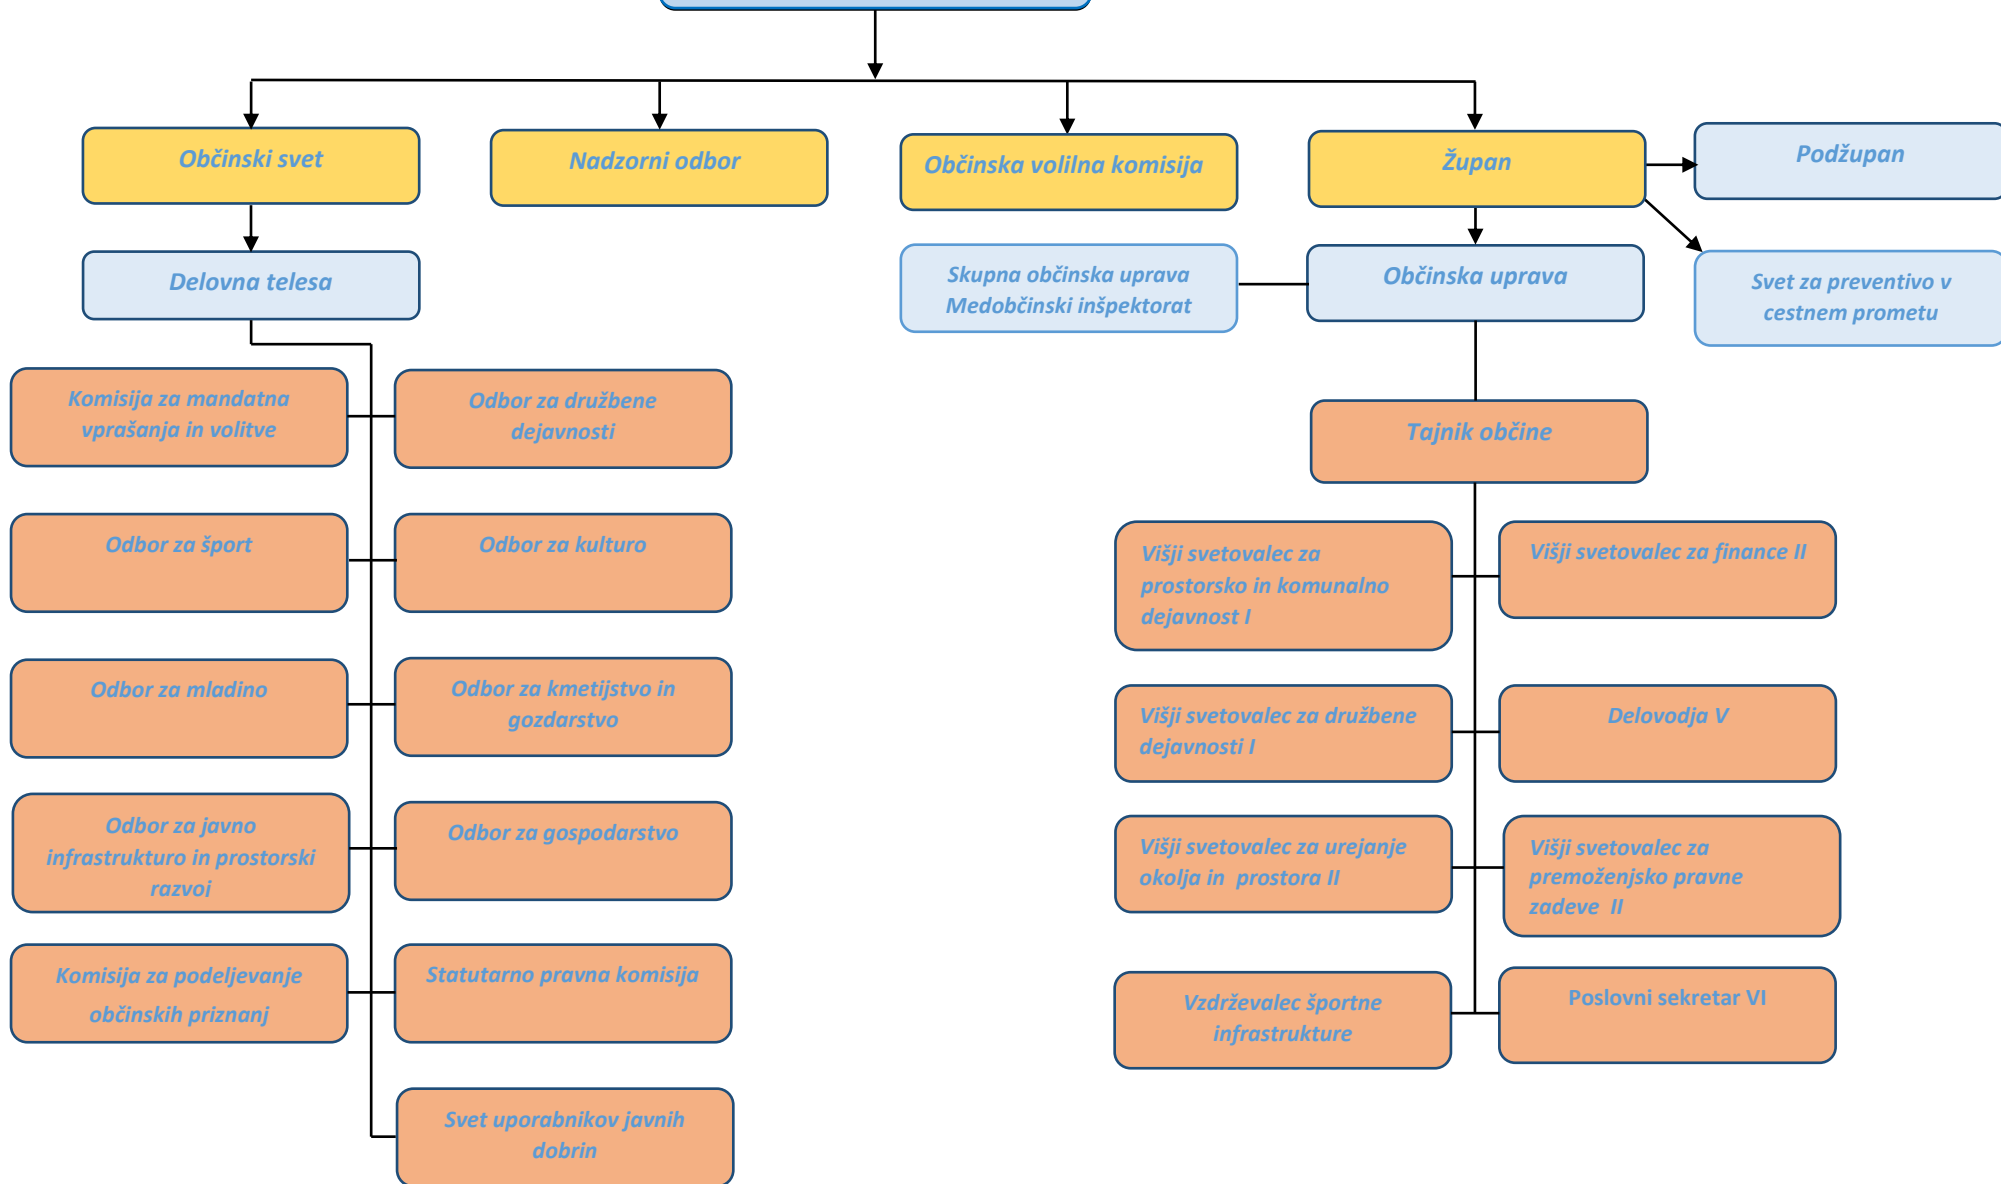 Občinski svet
Nadzorni odbor
Občinska volilna komisija
Župan
Podžupan
Delovna telesa
Skupna občinska uprava
Medobčinski inšpektorat
Občinska uprava
Svet za preventivo v
cestnem prometu
Komisija za mandatna
vprašanja in volitve
Odbor za družbene
dejavnosti
Tajnik občine
Odbor za šport
Odbor za kulturo
Višji svetovalec za
prostorsko in komunalno
dejavnost I
Višji svetovalec za finance II
Odbor za mladino
Odbor za kmetijstvo in
gozdarstvo
Višji svetovalec za družbene
dejavnosti I
Delovodja V
Odbor za javno
infrastrukturo in prostorski
razvoj
Odbor za gospodarstvo
Višji svetovalec za urejanje
okolja in  prostora II
Višji svetovalec za
premoženjsko pravne
zadeve  II
Komisija za podeljevanje
občinskih priznanj
Statutarno pravna komisija
Vzdrževalec športne
infrastrukture
Poslovni sekretar VI
Svet uporabnikov javnih
dobrin